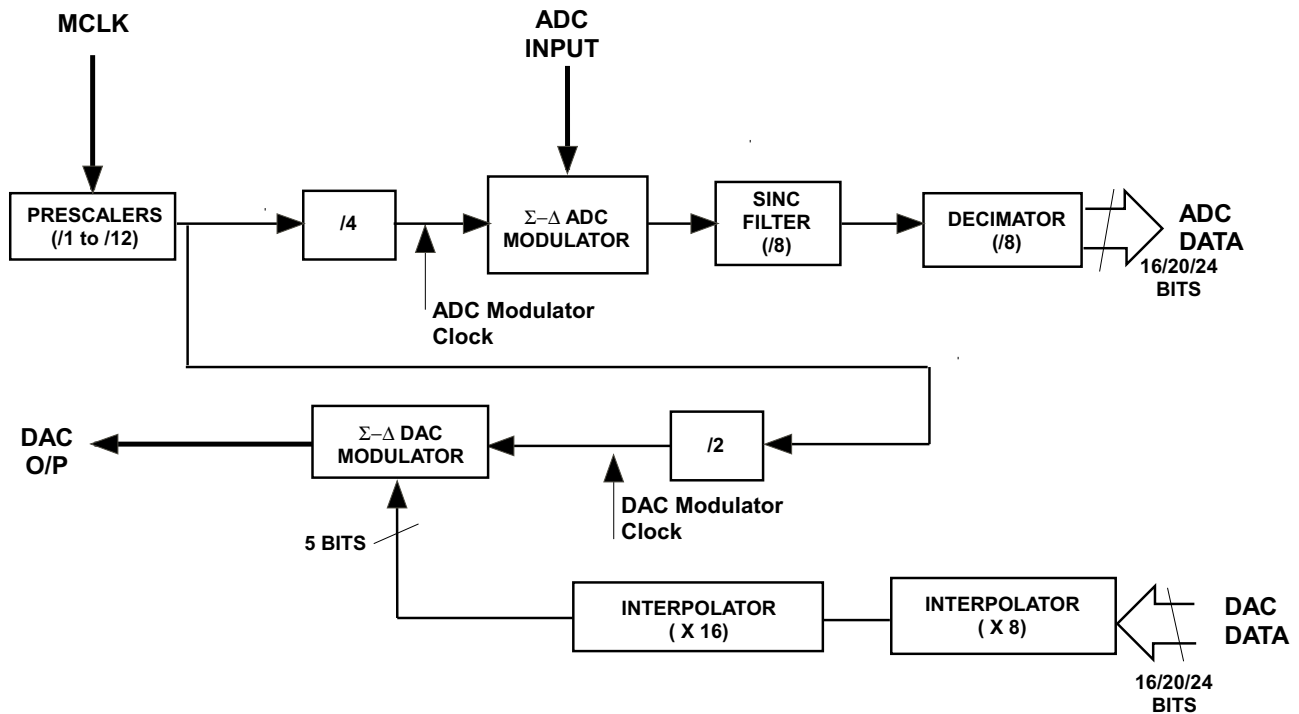 MCLK
ADC
INPUT
PRESCALERS
(/1 to /12)
/4
Σ–Δ ADC
MODULATOR
SINC
FILTER
(/8)
DECIMATOR
(/8)
ADC
DATA
16/20/24
BITS
ADC Modulator
Clock
DAC
O/P
Σ–Δ DAC
MODULATOR
/2
DAC Modulator
Clock
5 BITS
INTERPOLATOR
( X 16)
INTERPOLATOR
( X 8)
DAC
DATA
16/20/24
BITS